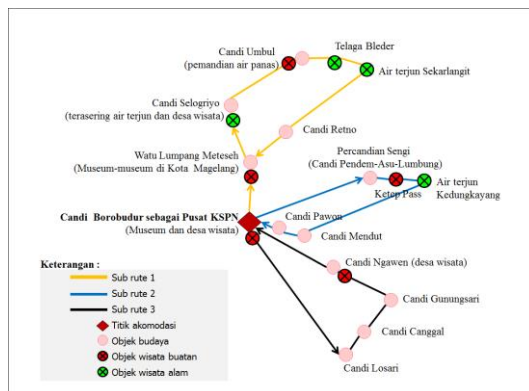 Candi Umbul
(pemandian air panas)
Telaga Bleder
Air terjun Sekarlangit
Candi Selogriyo
(terasering air terjun dan desa wisata)
Candi Retno
Watu Lumpang Meteseh
(Museum-museum di Kota Magelang)
Percandian Sengi
(Candi Pendem-Asu-Lumbung)
Ketep Pass
Air terjun
Kedungkayang
Candi Borobudur sebagai Pusat KSPN
(Museum dan desa wisata)
Candi Pawon
Candi Mendut
Candi Ngawen (desa wisata)
Candi Gunungsari
Candi Canggal
Candi Losari
Keterangan :
Sub rute 1
Sub rute 2
Sub rute 3
Titik akomodasi
Objek budaya
Objek wisata buatan
Objek wisata alam